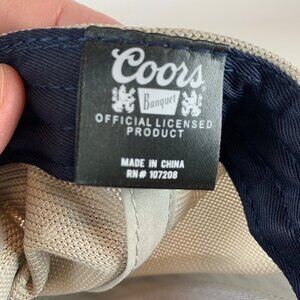 Coors
Banquet
OFFICIAL LICENSED
PRODUCT
MADE IN CHINA
RN# 107208